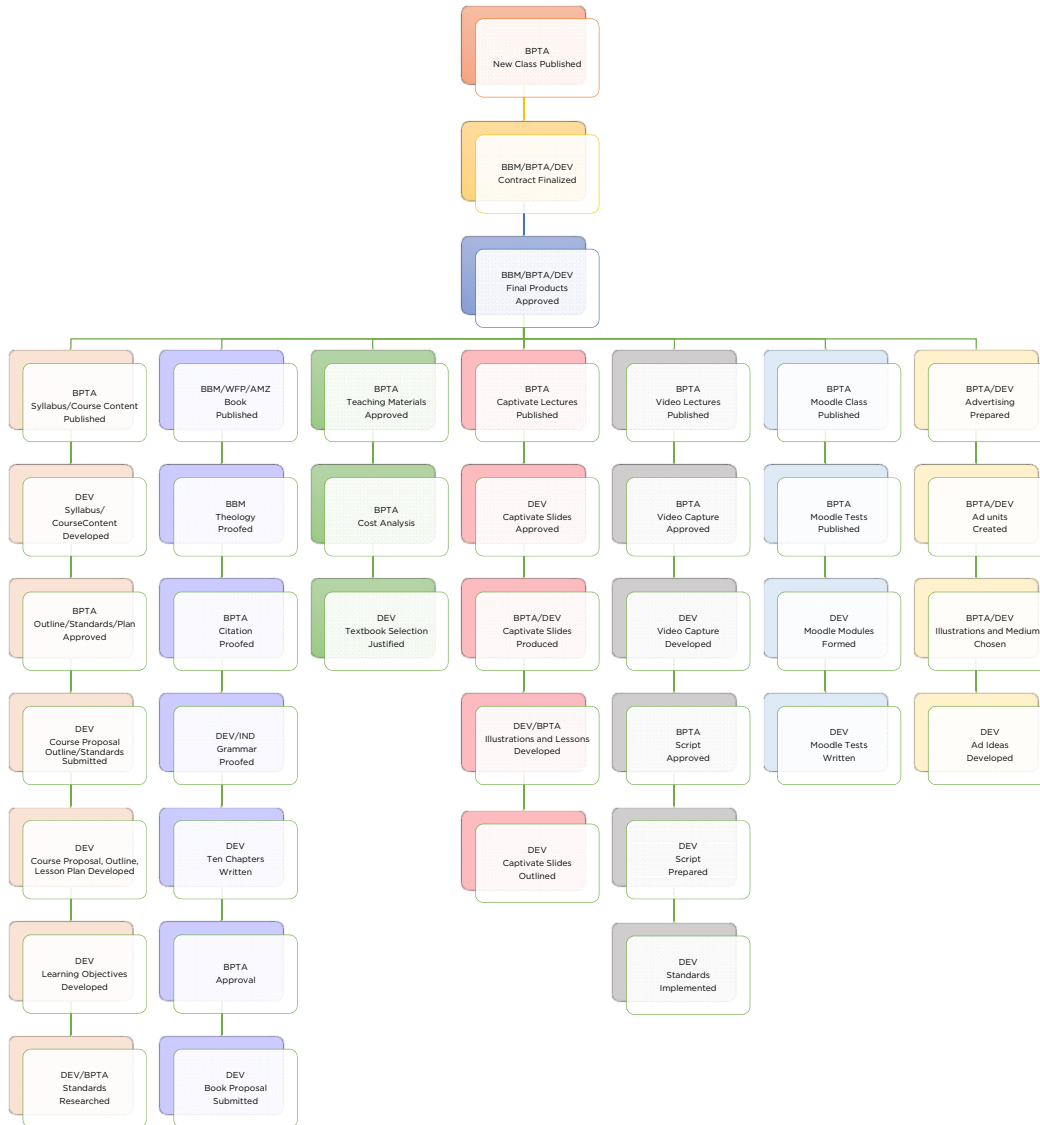 BPTA
New Class Published
BBM/BPTA/DEV
Contract Finalized
BBM/BPTA/DEV
Final Products
Approved
BPTA
Syllabus/Course Content
Published
BBM/WFP/AMZ
Book
Published
BPTA
Teaching Materials
Approved
BPTA
Captivate Lectures
Published
BPTA
Video Lectures
Published
BPTA
Moodle Class
Published
BPTA/DEV
Advertising
Prepared
DEV
Syllabus/
CourseContent
Developed
BBM
Theology
Proofed
BPTA
Cost Analysis
DEV
Captivate Slides
Approved
BPTA
Video Capture
Approved
BPTA
Moodle Tests
Published
BPTA/DEV
Ad units
Created
BPTA
Outline/Standards/Plan
Approved
BPTA
Citation
Proofed
DEV
Textbook Selection
Justified
BPTA/DEV
Captivate Slides
Produced
DEV
Video Capture
Developed
DEV
Moodle Modules
Formed
BPTA/DEV
Illustrations and Medium
Chosen
DEV
Course Proposal
Outline/Standards
Submitted
DEV/IND
Grammar
Proofed
DEV/BPTA
Illustrations and Lessons
Developed
BPTA
Script
Approved
DEV
Moodle Tests
Written
DEV
Ad Ideas
Developed
DEV
Course Proposal, Outline,
Lesson Plan Developed
DEV
Ten Chapters
Written
DEV
Captivate Slides
Outlined
DEV
Script
Prepared
DEV
Learning Objectives
Developed
BPTA
Approval
DEV
Standards
Implemented
DEV/BPTA
Standards
Researched
DEV
Book Proposal
Submitted